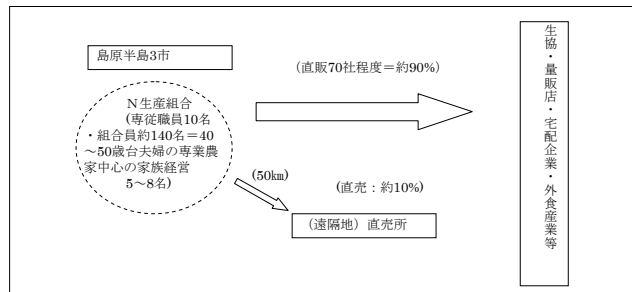 島原半島3市
(直販70社程度＝約90%)
N生産組合
(専従職員10名
・組合員約140名＝40
～50歳台夫婦の専業農
家中心の家族経営
5～8名)
(50km)
(直売：約10%)
(遠隔地) 直売所
生協・量販店・宅配企業・外食産業等